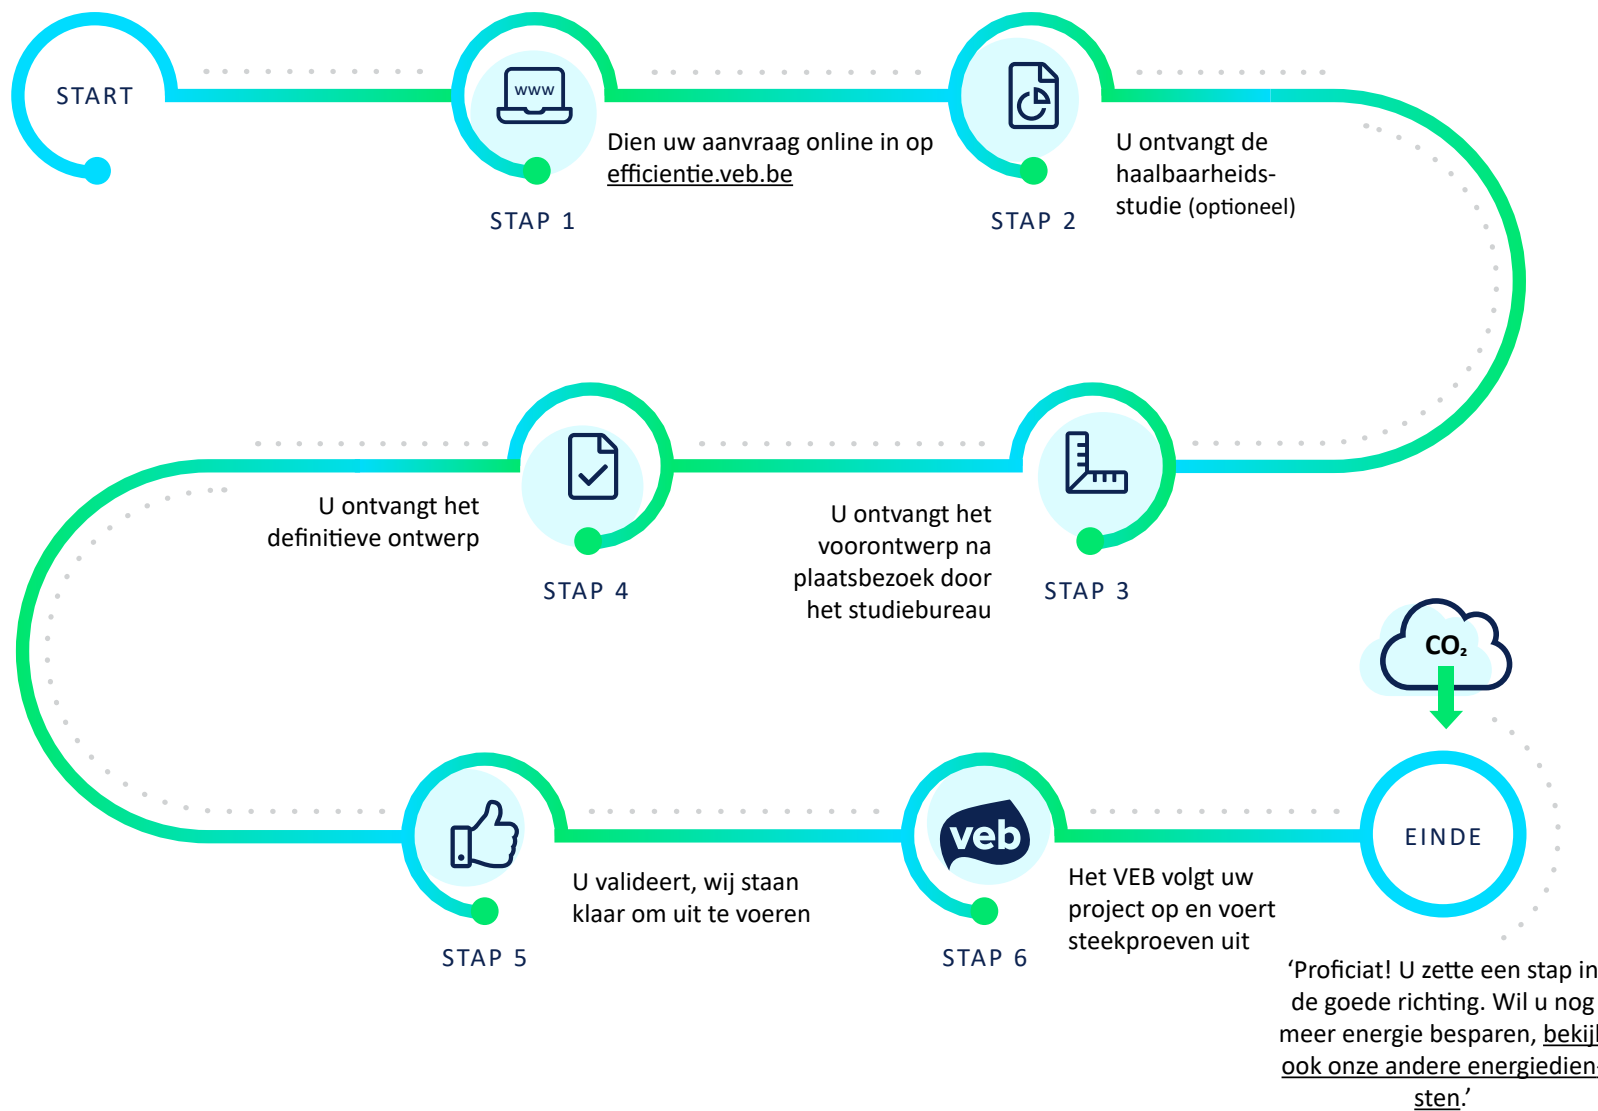 START
www
Dien uw aanvraag online in op
efficientie.veb.be
STAP 1
U ontvangt de
haalbaarheids-
studie (optioneel)
STAP 2
U ontvangt het
voorontwerp na
plaatsbezoek door
het studiebureau
STAP 3
U ontvangt het
definitieve ontwerp
STAP 4
U valideert, wij staan
klaar om uit te voeren
STAP 5
veb
Het VEB volgt uw
project op en voert
steekproeven uit
STAP 6
CO₂
EINDE
‘Proficiat! U zette een stap in
de goede richting. Wil u nog
meer energie besparen, bekijk
ook onze andere energiedien-
sten.’